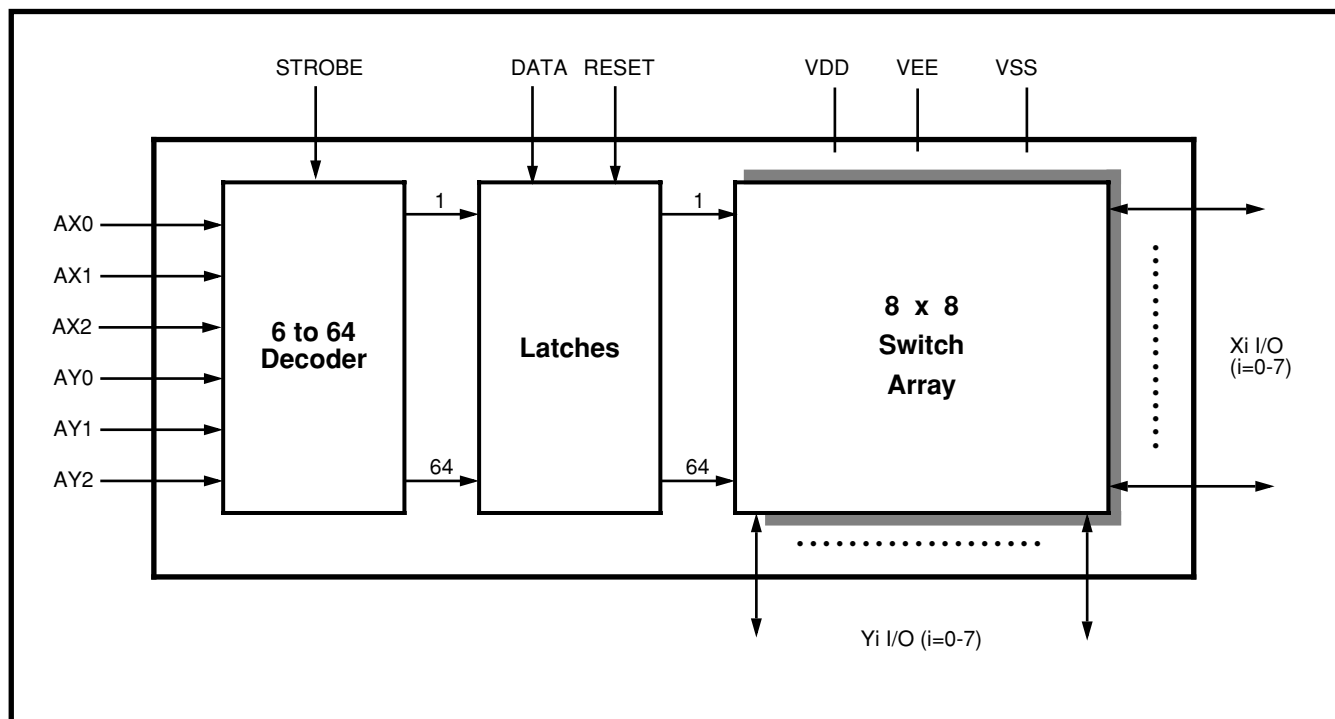 STROBE
DATA
RESET
VDD
VEE
VSS
AX0
AX1
AX2
AY0
AY1
AY2
6 to 64
Decoder
1
64
Latches
1
64
8 x 8
Switch
Array
Xi I/O
(i=0-7)
Yi I/O (i=0-7)